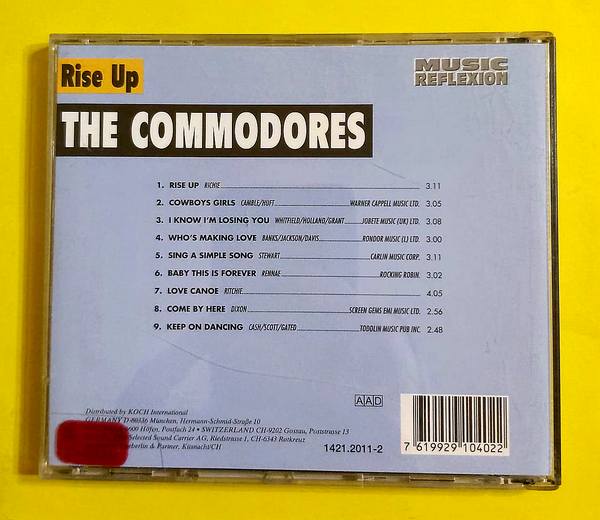 Rise Up
MUSIC
REFLEXION
THE COMMODORES
1. RISE UP RICHIE 3.11
2. COWBOYS GIRLS CAMBLE/HUFT WARNER CAPPELL MUSIC LTD. 3.05
3. I KNOW I'M LOSING YOU WHITFIELD/HOLLAND/GRANT JOBETE MUSIC (UK) LTD. 3.08
4. WHO'S MAKING LOVE BANKS/JACKSON/DAVIS RONDOR MUSIC (L) LTD. 3.00
5. SING A SIMPLE SONG STEWART CARLIN MUSIC CORP. 3.11
6. BABY THIS IS FOREVER RENNAE ROCKING ROBIN. 3.02
7. LOVE CANOE RITCHIE 4.05
8. COME BY HERE DIXON SCREEN GEMS EMI MUSIC LTD. 2.56
9. KEEP ON DANCING CASH/SCOTT/GATED TODDLIN MUSIC PUB INC. 2.48
AAD
Distributed by KOCH International
GERMANY D-80336 München, Hermann-Schmid-Straße 10
6600 Höfen, Postfach 24 • SWITZERLAND CH-9202 Gossau, Poststrasse 13
Selected Sound Carrier AG, Riedstrasse 1, CH-6343 Rotkreuz
& Partner, Küsnacht/CH
1421.2011-2
7 619929 104022